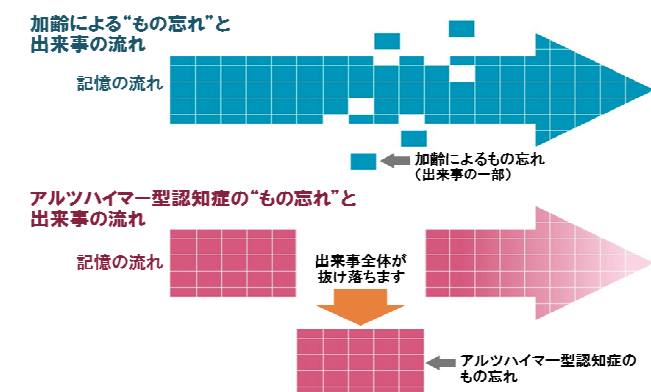 加齢による“もの忘れ”と
出来事の流れ
記憶の流れ
加齢によるもの忘れ
（出来事の一部）
アルツハイマー型認知症の“もの忘れ”と
出来事の流れ
記憶の流れ
出来事全体が
抜け落ちます
アルツハイマー型認知症の
もの忘れ